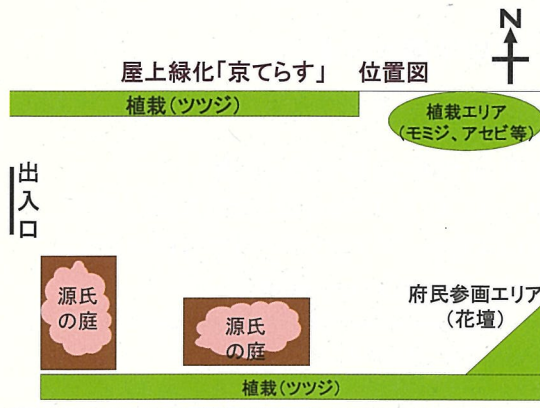 N
屋上緑化「京てらす」 位置図
植栽(ツツジ)
植栽エリア
(モミジ、アセビ等)
出入口
源氏
の庭
源氏
の庭
府民参画エリア
(花壇)
植栽(ツツジ)